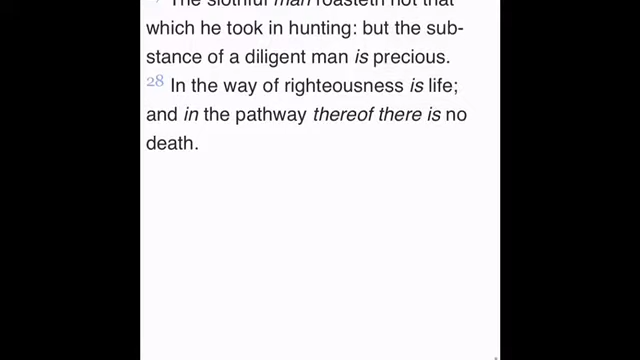 The slothful man roasteth not that
which he took in hunting: but the sub-
stance of a diligent man is precious.
28 In the way of righteousness is life;
and in the pathway thereof there is no
death.